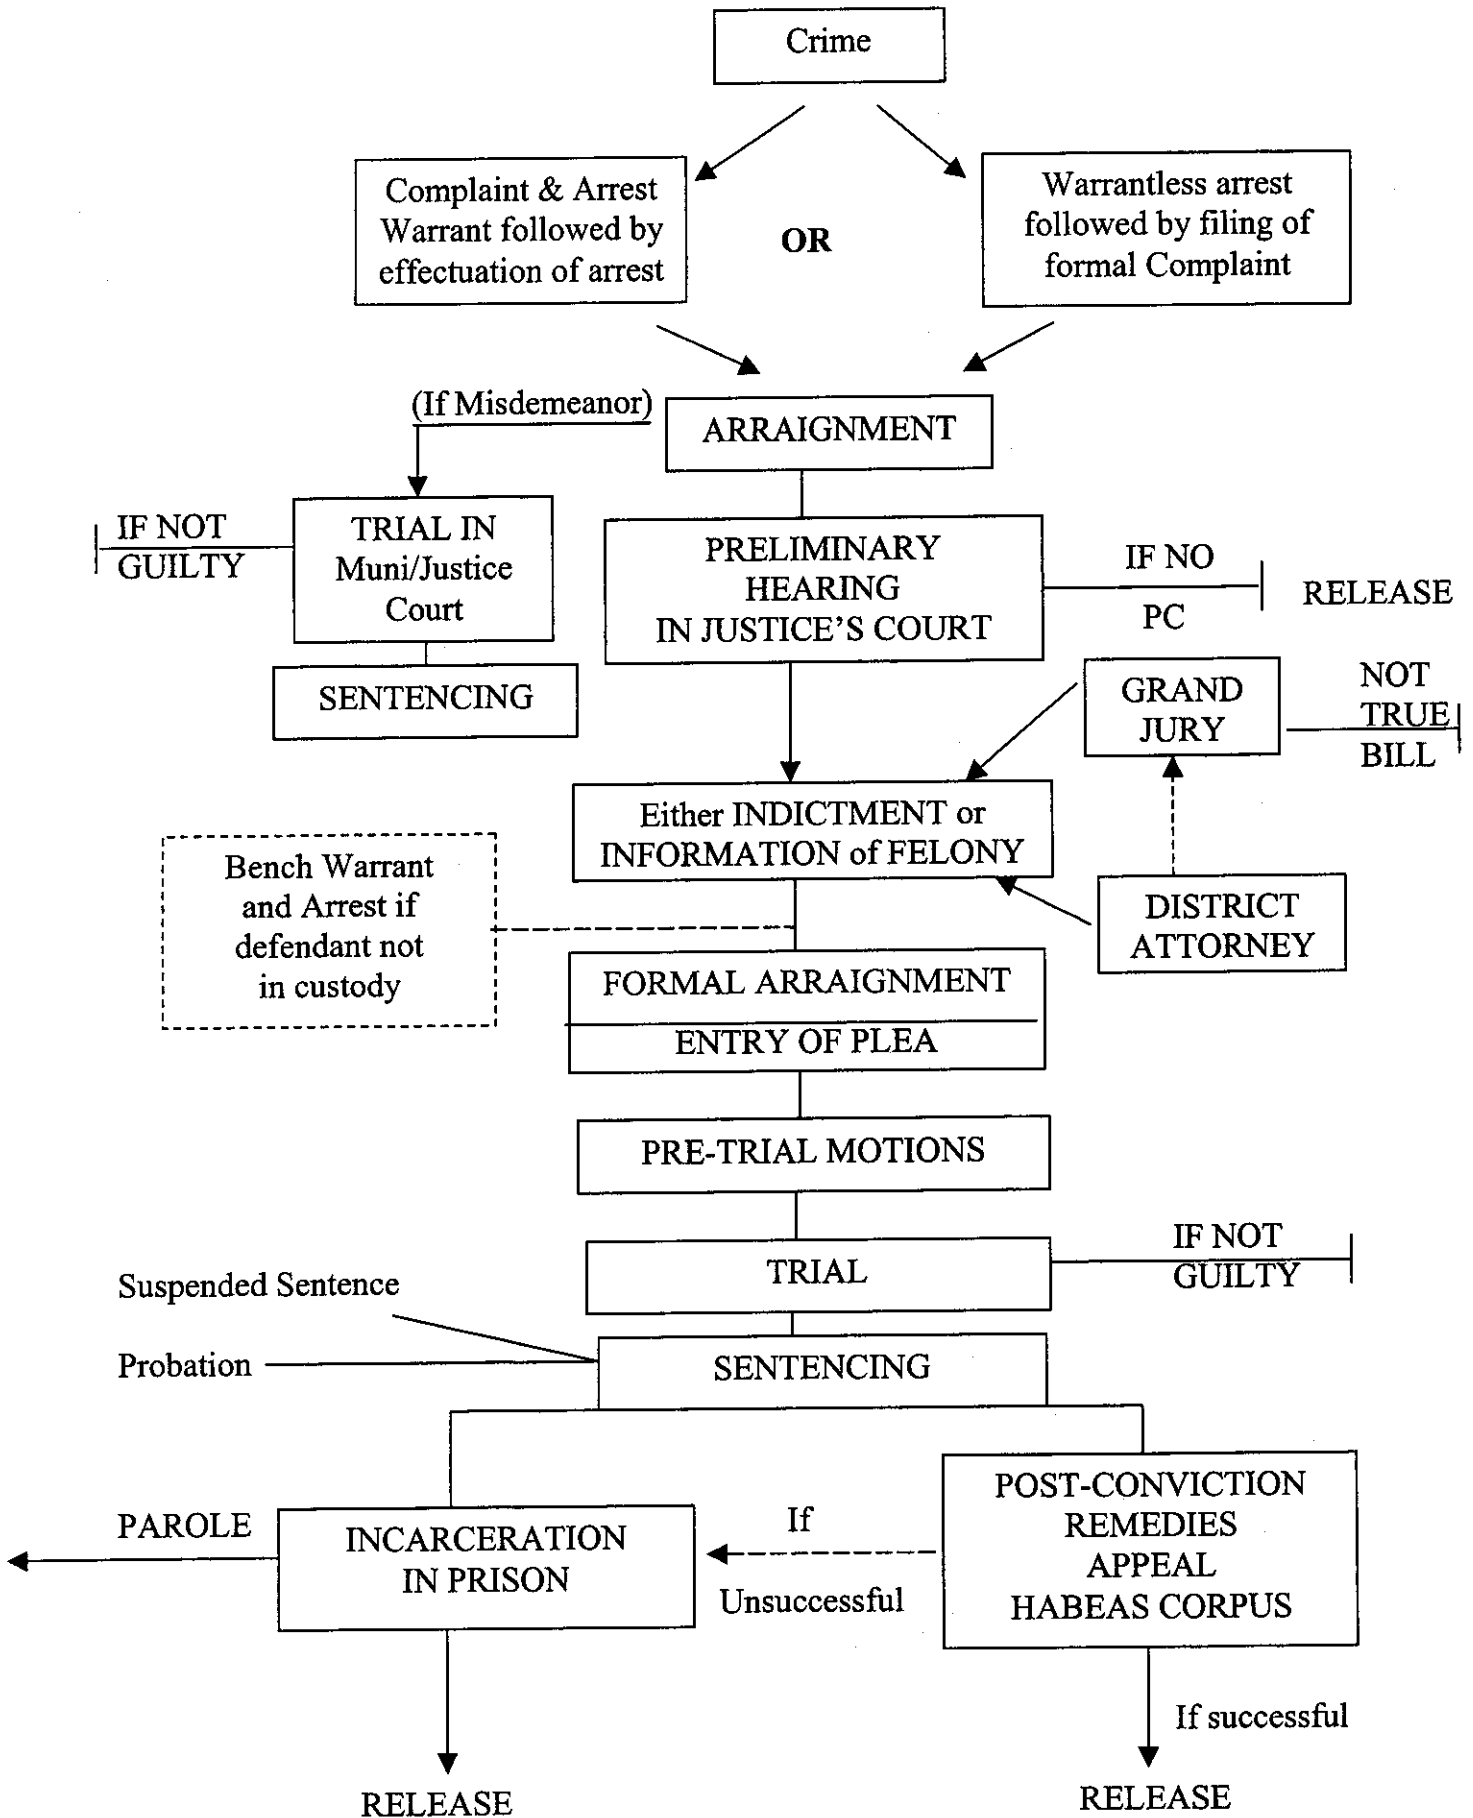 Crime
Complaint & Arrest
Warrant followed by
effectuation of arrest
OR
Warrantless arrest
followed by filing of
formal Complaint
(If Misdemeanor)
ARRAIGNMENT
IF NOT
GUILTY
TRIAL IN
Muni/Justice
Court
PRELIMINARY
HEARING
IN JUSTICE'S COURT
IF NO
PC
RELEASE
SENTENCING
GRAND
JURY
NOT
TRUE
BILL
Either INDICTMENT or
INFORMATION of FELONY
Bench Warrant
and Arrest if
defendant not
in custody
DISTRICT
ATTORNEY
FORMAL ARRAIGNMENT
ENTRY OF PLEA
PRE-TRIAL MOTIONS
TRIAL
IF NOT
GUILTY
Suspended Sentence
Probation
SENTENCING
PAROLE
INCARCERATION
IN PRISON
If
Unsuccessful
POST-CONVICTION
REMEDIES
APPEAL
HABEAS CORPUS
If successful
RELEASE
RELEASE